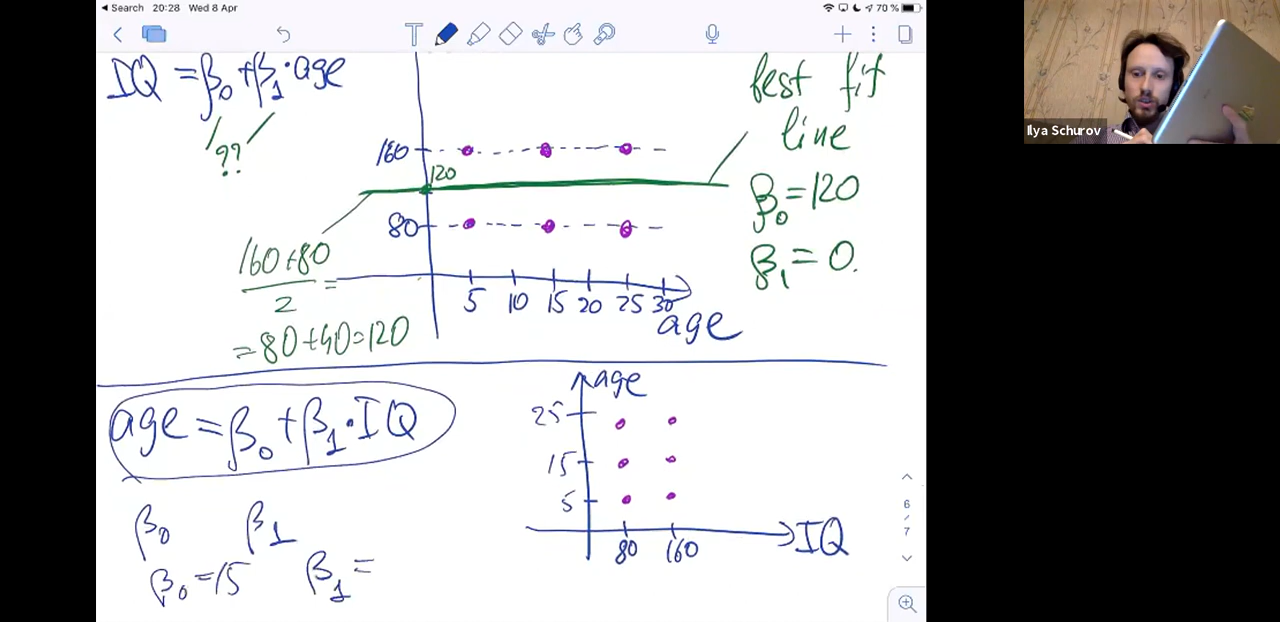 Search 20:28 Wed 8 Apr
70 %
T
IQ = β₀ + β₁ · age
??
160
120
80
5 10 15 20 25 30
age
160 + 80
2
=
= 80 + 40 = 120
fest fit
line
β₀ = 120
β₁ = 0.
Ilya Schurov
age = β₀ + β₁ · IQ
β₀ β₁
β₀ = 15 β₁ =
age
25
15
5
80 160
IQ
6
/
7